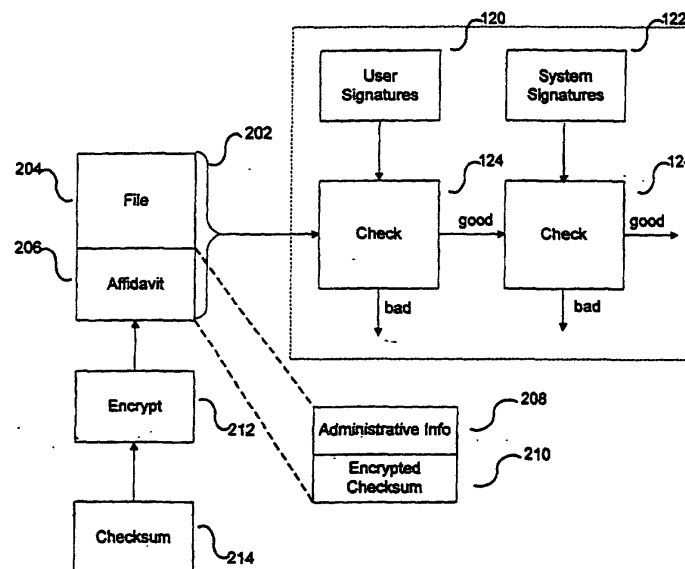 120
122
User
Signatures
System
Signatures
202
204
File
124
12
Check
good
Check
good
206
Affidavit
bad
bad
Encrypt
212
Administrative Info
208
Encrypted
Checksum
210
Checksum
214